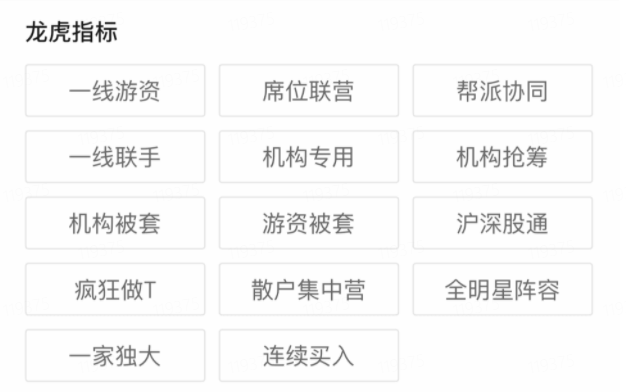 龙虎指标
一线游资 席位联营 帮派协同
一线联手 机构专用 机构抢筹
机构被套 游资被套 沪深股通
疯狂做T 散户集中营 全明星阵容
一家独大 连续买入